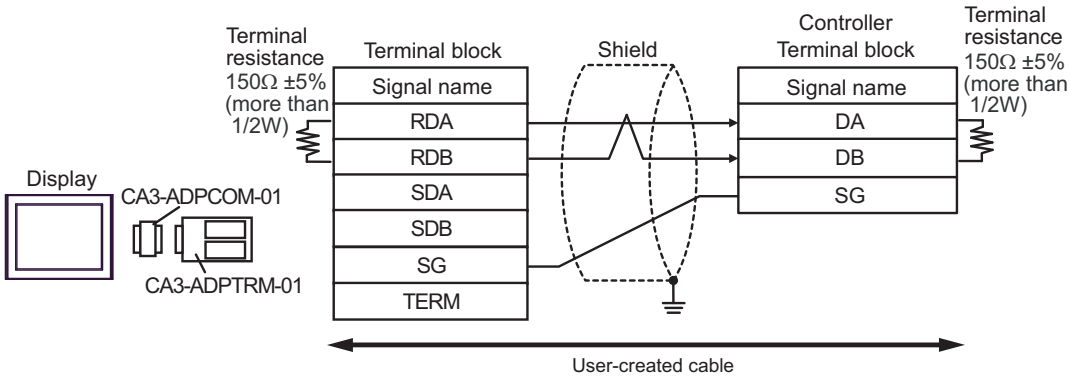 Terminal
resistance
150Ω ±5%
(more than
1/2W)
Terminal block
Signal name
RDA
RDB
SDA
SDB
SG
TERM
Shield
Controller
Terminal block
Signal name
DA
DB
SG
Terminal
resistance
150Ω ±5%
(more than
1/2W)
Display
CA3-ADPCOM-01
CA3-ADPTRM-01
User-created cable